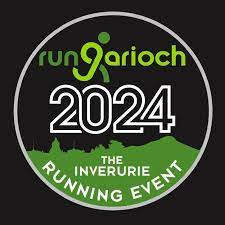 rungarioch
2024
THE
INVERURIE
RUNNING EVENT